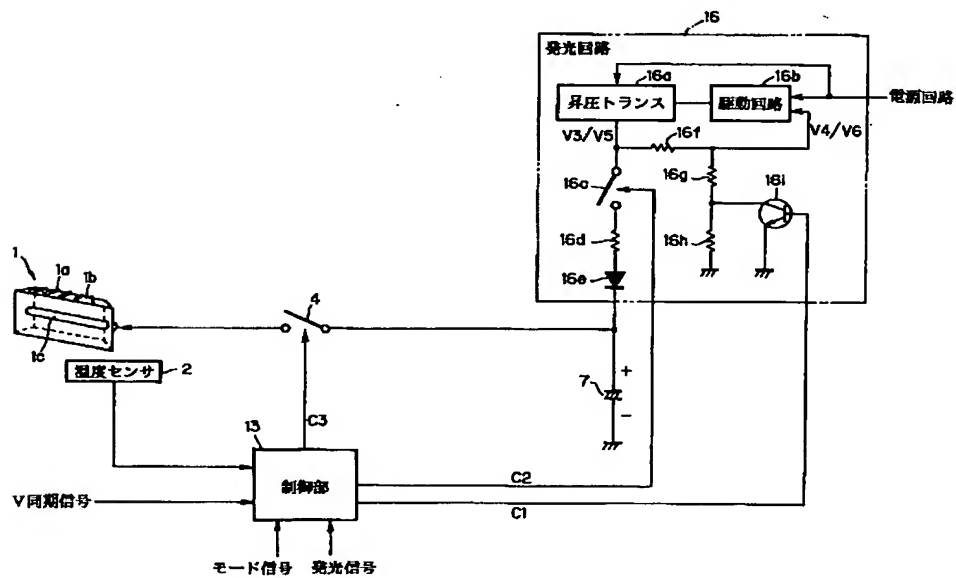 16
発光回路
16a
16b
昇圧トランス
駆動回路
電源回路
V3/V5
16f
V4/V6
16c
16g
16i
16d
16h
16e
1
1a
1b
1c
4
温度センサ
2
7
+
−
C3
13
制御部
C2
C1
V同期信号
モード信号
発光信号